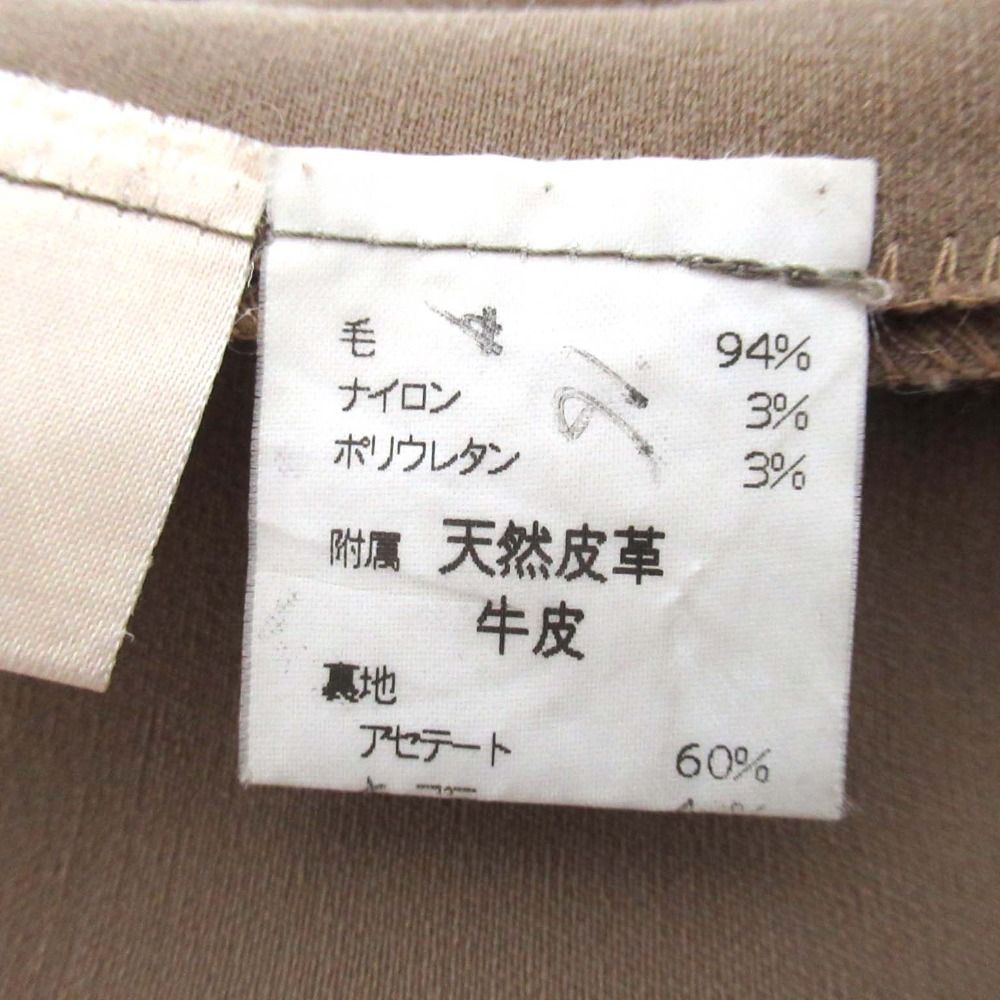 毛 94%
ナイロン 3%
ポリウレタン 3%
附属 天然皮革
牛皮
裏地
アセテート 60%